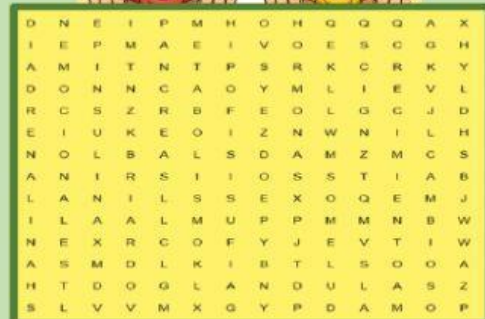 D N E I P M H O H Q Q Q A X
I E P M A E I V O E S C G H
A M I T N T P S R K C R K Y
D O N N C A O Y M L I E V L
R C S Z R B F E O L G C J D
E I U K E O I Z N W N I L H
N O L B A L S D A M Z M C S
A N I R S I I O S S T I A B
L A N I L S S E X O Q E M J
I L A A L M U P P M M N B W
N E X R C O F Y J E V T I W
A S M D L K I B T L S O O A
H T D O G L A N D U L A S Z
S L V V M X G Y P D A M O P